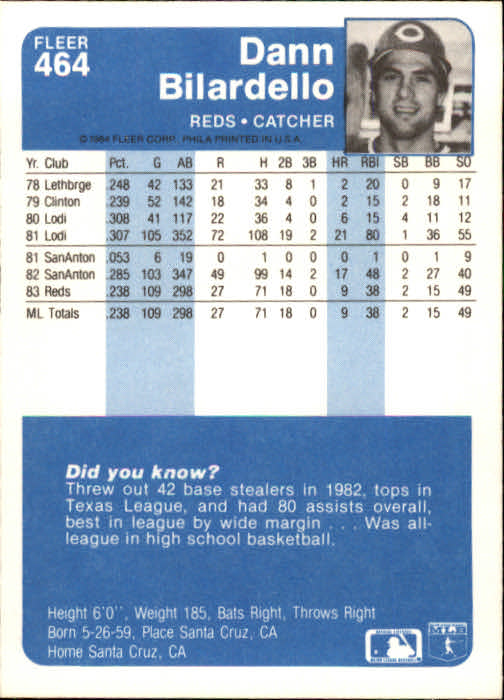 FLEER
464
Dann
Bilardello
REDS • CATCHER
© 1984 FLEER CORP. PHILA PRINTED IN U.S.A.
Yr. Club Pct. G AB R H 2B 3B HR RBI SB BB SO
78 Lethbrge .248 42 133 21 33 8 1 2 20 0 9 17
79 Clinton .239 52 142 18 34 4 0 2 15 2 18 11
80 Lodi .308 41 117 22 36 4 0 6 15 4 11 12
81 Lodi .307 105 352 72 108 19 2 21 80 1 36 55
81 SanAnton .053 6 19 0 1 0 0 0 1 0 1 9
82 SanAnton .285 103 347 49 99 14 2 17 48 2 27 40
83 Reds .238 109 298 27 71 18 0 9 38 2 15 49
ML Totals .238 109 298 27 71 18 0 9 38 2 15 49
Did you know?
Threw out 42 base stealers in 1982, tops in
Texas League, and had 80 assists overall,
best in league by wide margin . . . Was all-
league in high school basketball.
Height 6'0", Weight 185, Bats Right, Throws Right
Born 5-26-59, Place Santa Cruz, CA
Home Santa Cruz, CA